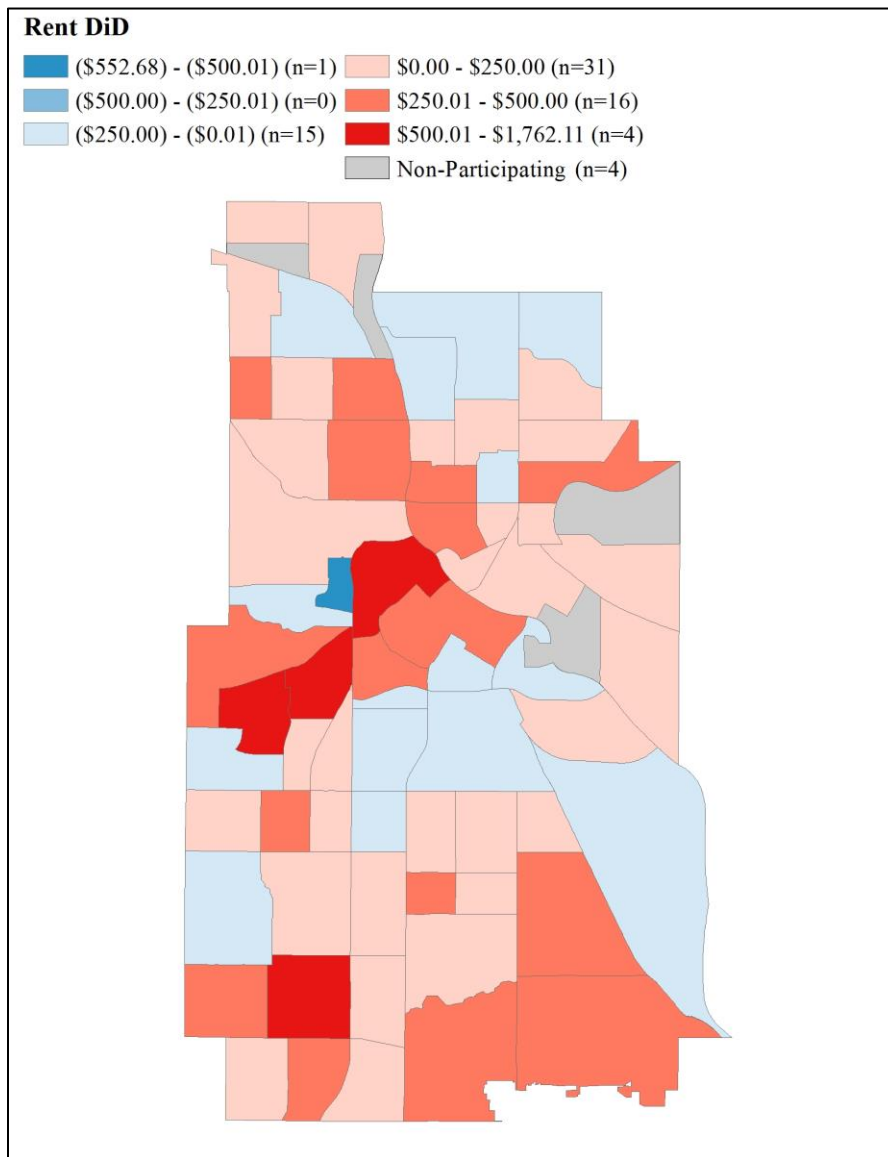 Rent DiD
($552.68) - ($500.01) (n=1)
($500.00) - ($250.01) (n=0)
($250.00) - ($0.01) (n=15)
$0.00 - $250.00 (n=31)
$250.01 - $500.00 (n=16)
$500.01 - $1,762.11 (n=4)
Non-Participating (n=4)